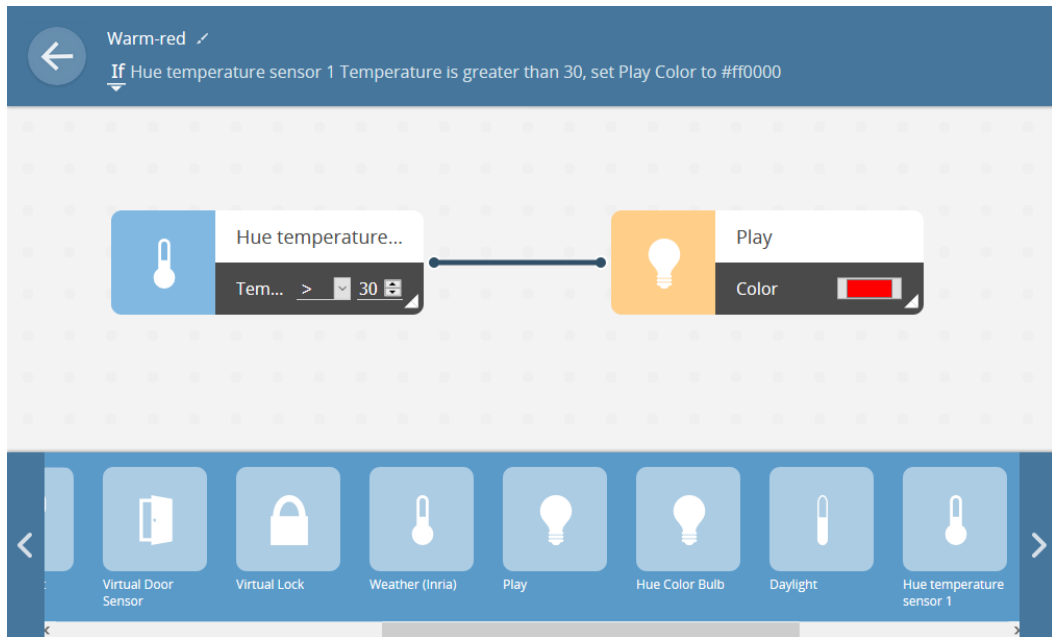 Warm-red
If Hue temperature sensor 1 Temperature is greater than 30, set Play Color to #ff0000
Hue temperature...
Tem... > 30
Play
Color
Virtual Door
Sensor
Virtual Lock
Weather (Inria)
Play
Hue Color Bulb
Daylight
Hue temperature
sensor 1